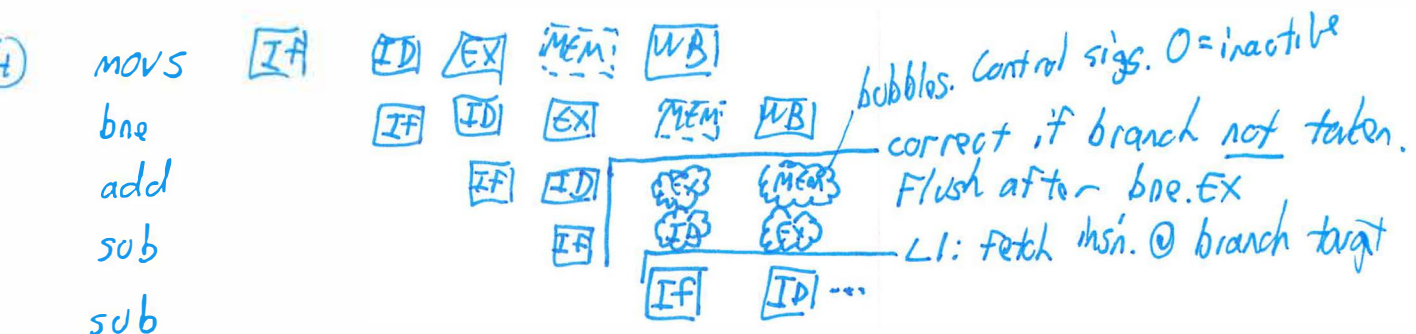 t)
movs If ID EX MEM WB
bubbles. Control sigs. 0 = inactive
bne If ID EX MEM WB
correct if branch not taken.
add If ID EX MEM Flush after bne.EX
sub If ID EX L1: fetch insn. @ branch target
If ID ...
sub